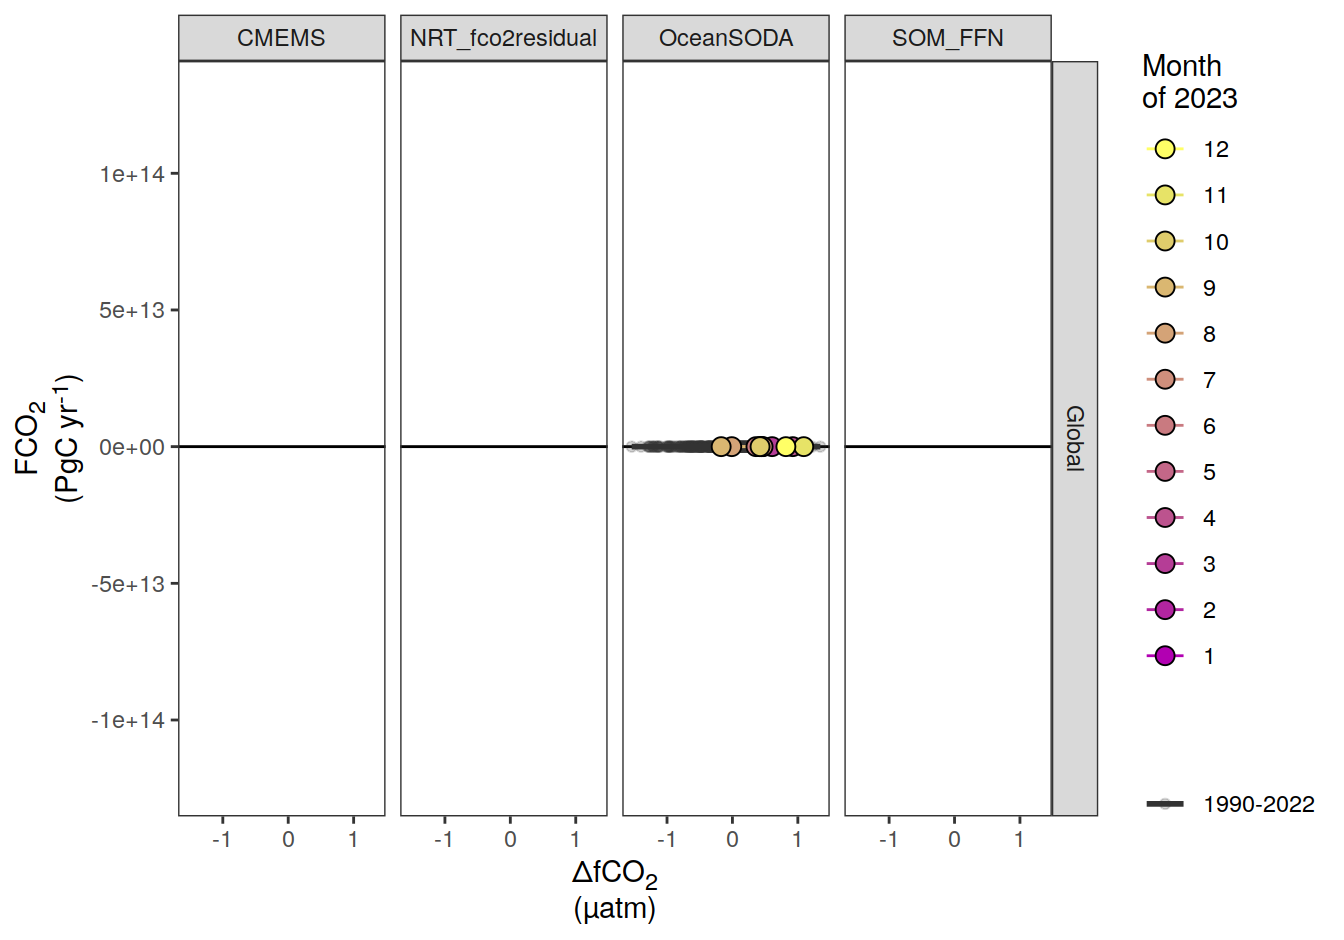 CMEMS
NRT_fco2residual
OceanSODA
SOM_FFN
Global
1e+14
5e+13
0e+00
-5e+13
-1e+14
FCO2
(PgC yr-1)
-1 0 1
-1 0 1
-1 0 1
-1 0 1
ΔfCO2
(µatm)
Month
of 2023
12
11
10
9
8
7
6
5
4
3
2
1
1990-2022